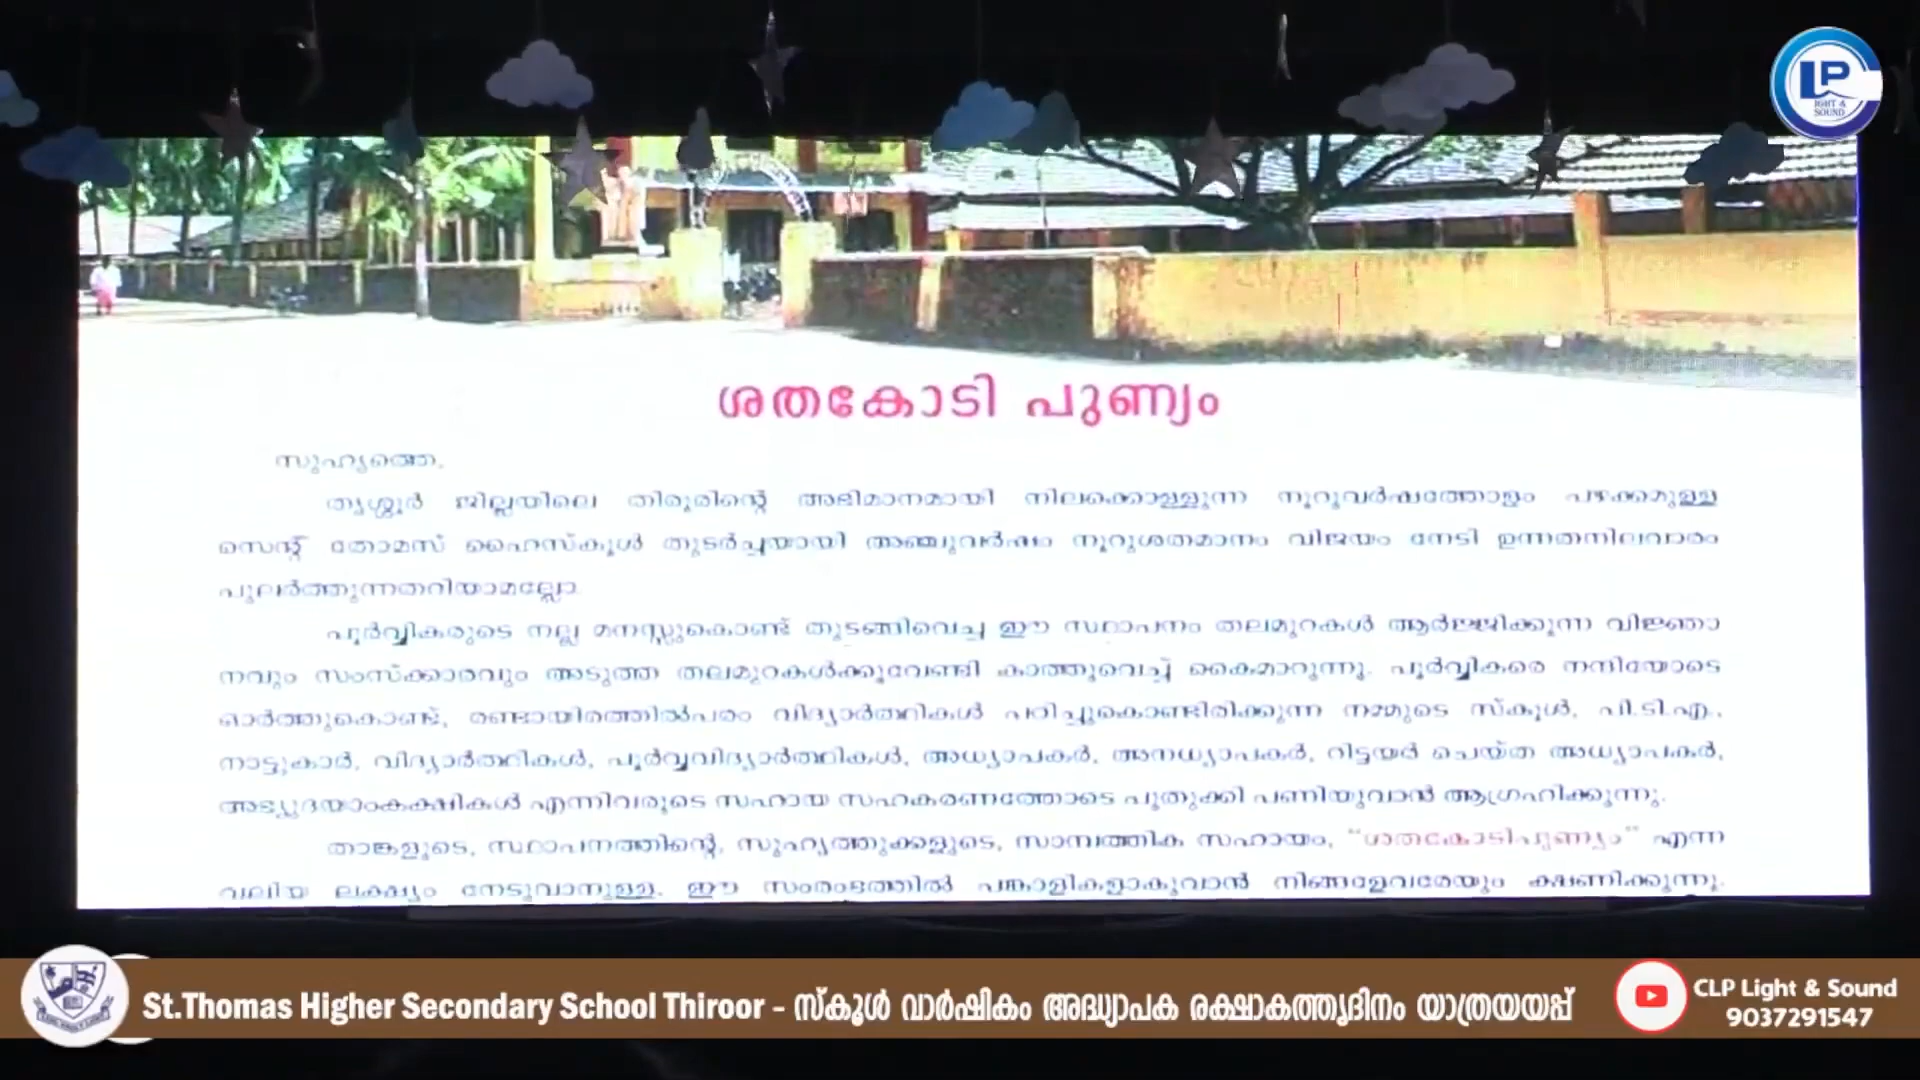 LP
LIGHT & SOUND
ശതകോടി പുണ്യം
സുഹൃത്തെ,
തൃശ്ശൂർ ജില്ലയിലെ തിരൂരിന്റെ അഭിമാനമായി നിലക്കൊള്ളുന്ന നൂറുവർഷത്തോളം പഴക്കമുള്ള
സെന്റ് തോമസ് ഹൈസ്കൂൾ തുടർച്ചയായി അഞ്ചുവർഷം നൂറുശതമാനം വിജയം നേടി ഉന്നതനിലവാരം
പുലർത്തുന്നതറിയാമല്ലോ.
പൂർവ്വികരുടെ നല്ല മനസ്സുകൊണ്ട് തുടങ്ങിവെച്ച ഈ സ്ഥാപനം തലമുറകൾ ആർജ്ജിക്കുന്ന വിജ്ഞാ
നവും സംസ്ക്കാരവും അടുത്ത തലമുറകൾക്കുവേണ്ടി കാത്തുവെച്ച് കൈമാറുന്നു. പൂർവ്വികരെ നന്ദിയോടെ
ഓർത്തുകൊണ്ട്, രണ്ടായിരത്തിൽപരം വിദ്യാർത്ഥികൾ പഠിച്ചുകൊണ്ടിരിക്കുന്ന നമ്മുടെ സ്കൂൾ, പി.ടി.എ.,
നാട്ടുകാർ, വിദ്യാർത്ഥികൾ, പൂർവ്വവിദ്യാർത്ഥികൾ, അധ്യാപകർ, അനധ്യാപകർ, റിട്ടയർ ചെയ്ത അധ്യാപകർ,
അഭ്യുദയാംകക്ഷികൾ എന്നിവരുടെ സഹായ സഹകരണത്തോടെ പുതുക്കി പണിയുവാൻ ആഗ്രഹിക്കുന്നു.
താങ്കളുടെ, സ്ഥാപനത്തിന്റെ, സുഹൃത്തുക്കളുടെ, സാമ്പത്തിക സഹായം, "ശതകോടിപുണ്യം" എന്ന
വലിയ ലക്ഷ്യം നേടുവാനുള്ള, ഈ സംരംഭത്തിൽ പങ്കാളികളാകുവാൻ നിങ്ങളേവരേയും ക്ഷണിക്കുന്നു.
St.Thomas Higher Secondary School Thiroor - സ്കൂൾ വാർഷികം അദ്ധ്യാപക രക്ഷാകർത്തൃദിനം യാത്രയയപ്പ്
CLP Light & Sound
9037291547